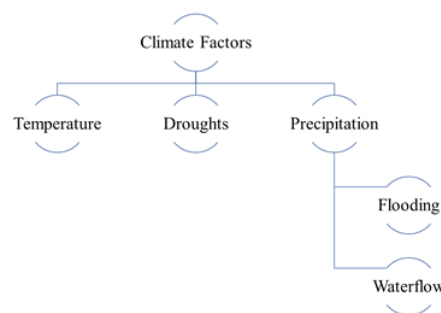 Climate Factors
Temperature
Droughts
Precipitation
Flooding
Waterflow